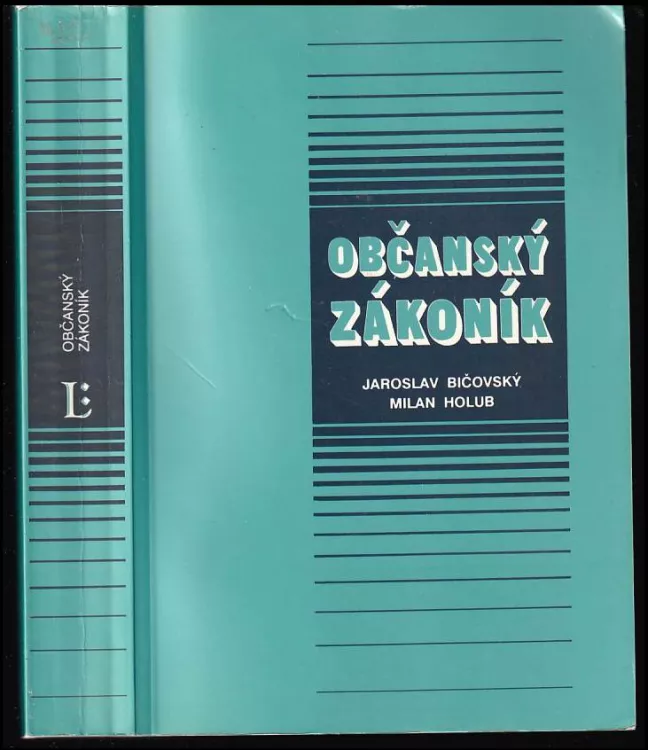 OBČANSKÝ
ZÁKONÍK
L
OBČANSKÝ
ZÁKONÍK
JAROSLAV BIČOVSKÝ
MILAN HOLUB